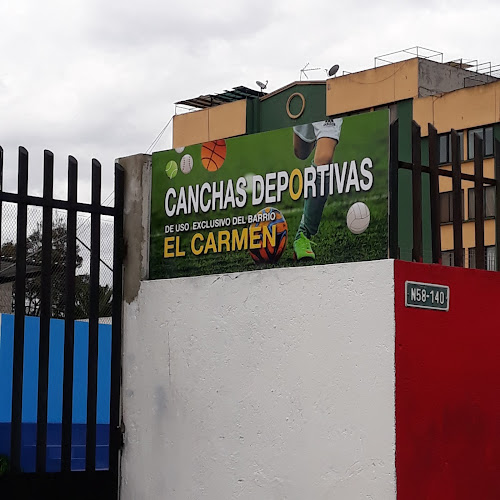 CANCHAS DEPORTIVAS
DE USO EXCLUSIVO DEL BARRIO
EL CARMEN
N58-140